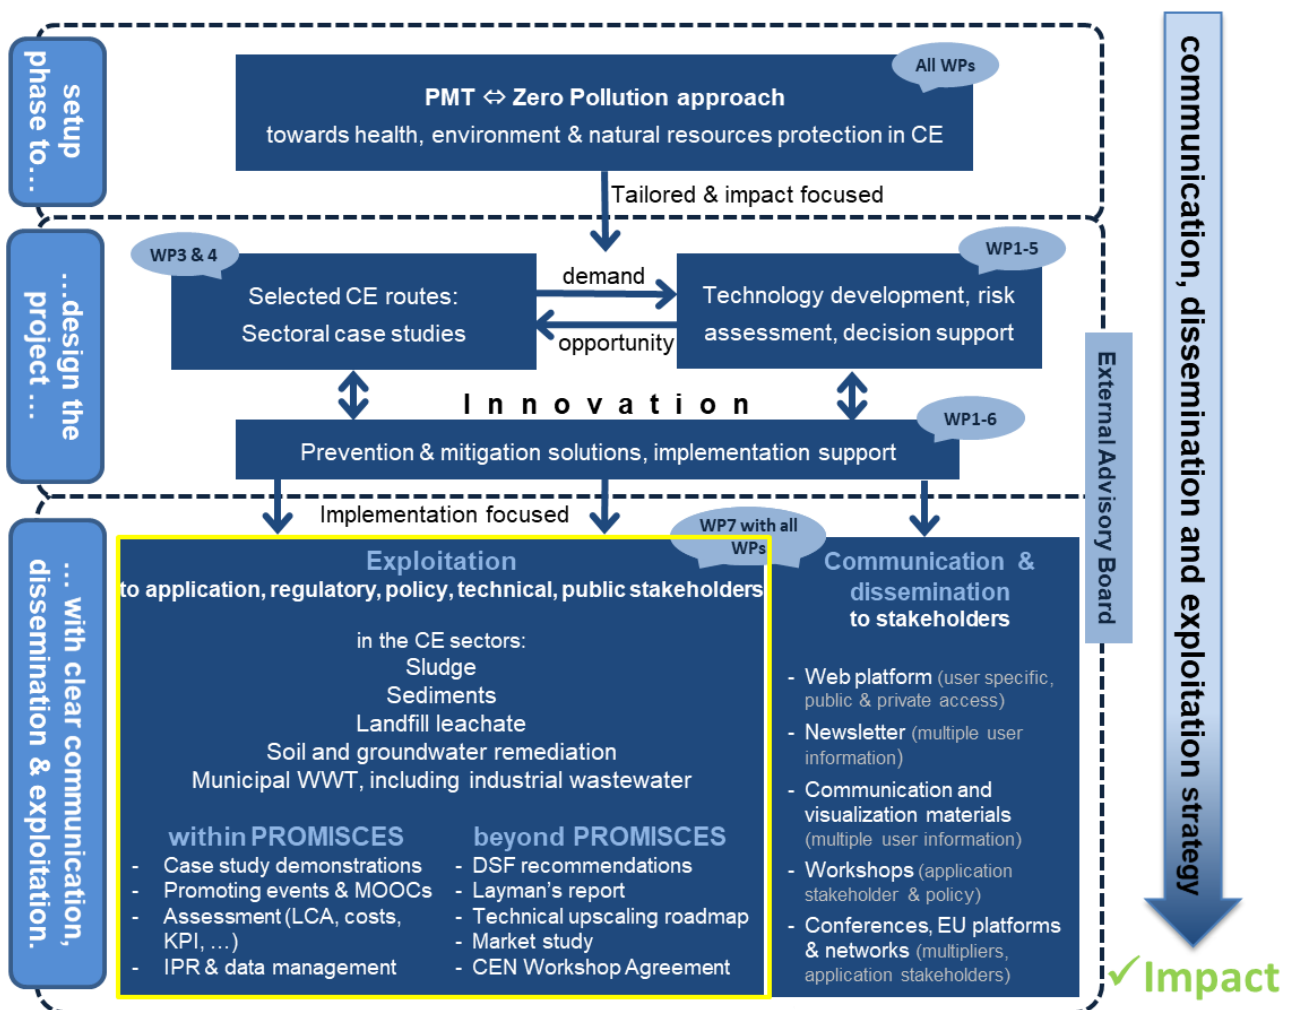 setup
phase to….
All WPs
PMT ⇔ Zero Pollution approach
towards health, environment & natural resources protection in CE
Tailored & impact focused
…design the
project …
WP3 & 4
Selected CE routes:
Sectoral case studies
demand
opportunity
WP1-5
Technology development, risk
assessment, decision support
Innovation
WP1-6
Prevention & mitigation solutions, implementation support
External Advisory Board
… with clear communication,
dissemination & exploitation.
Implementation focused
WP7 with all
WPs
Exploitation
to application, regulatory, policy, technical, public stakeholders
in the CE sectors:
Sludge
Sediments
Landfill leachate
Soil and groundwater remediation
Municipal WWT, including industrial wastewater
within PROMISCES
- Case study demonstrations
- Promoting events & MOOCs
- Assessment (LCA, costs,
KPI, …)
- IPR & data management
beyond PROMISCES
- DSF recommendations
- Layman's report
- Technical upscaling roadmap
- Market study
- CEN Workshop Agreement
Communication &
dissemination
to stakeholders
- Web platform (user specific,
public & private access)
- Newsletter (multiple user
information)
- Communication and
visualization materials
(multiple user information)
- Workshops (application
stakeholder & policy)
- Conferences, EU platforms
& networks (multipliers,
application stakeholders)
communication, dissemination and exploitation strategy
✓Impact